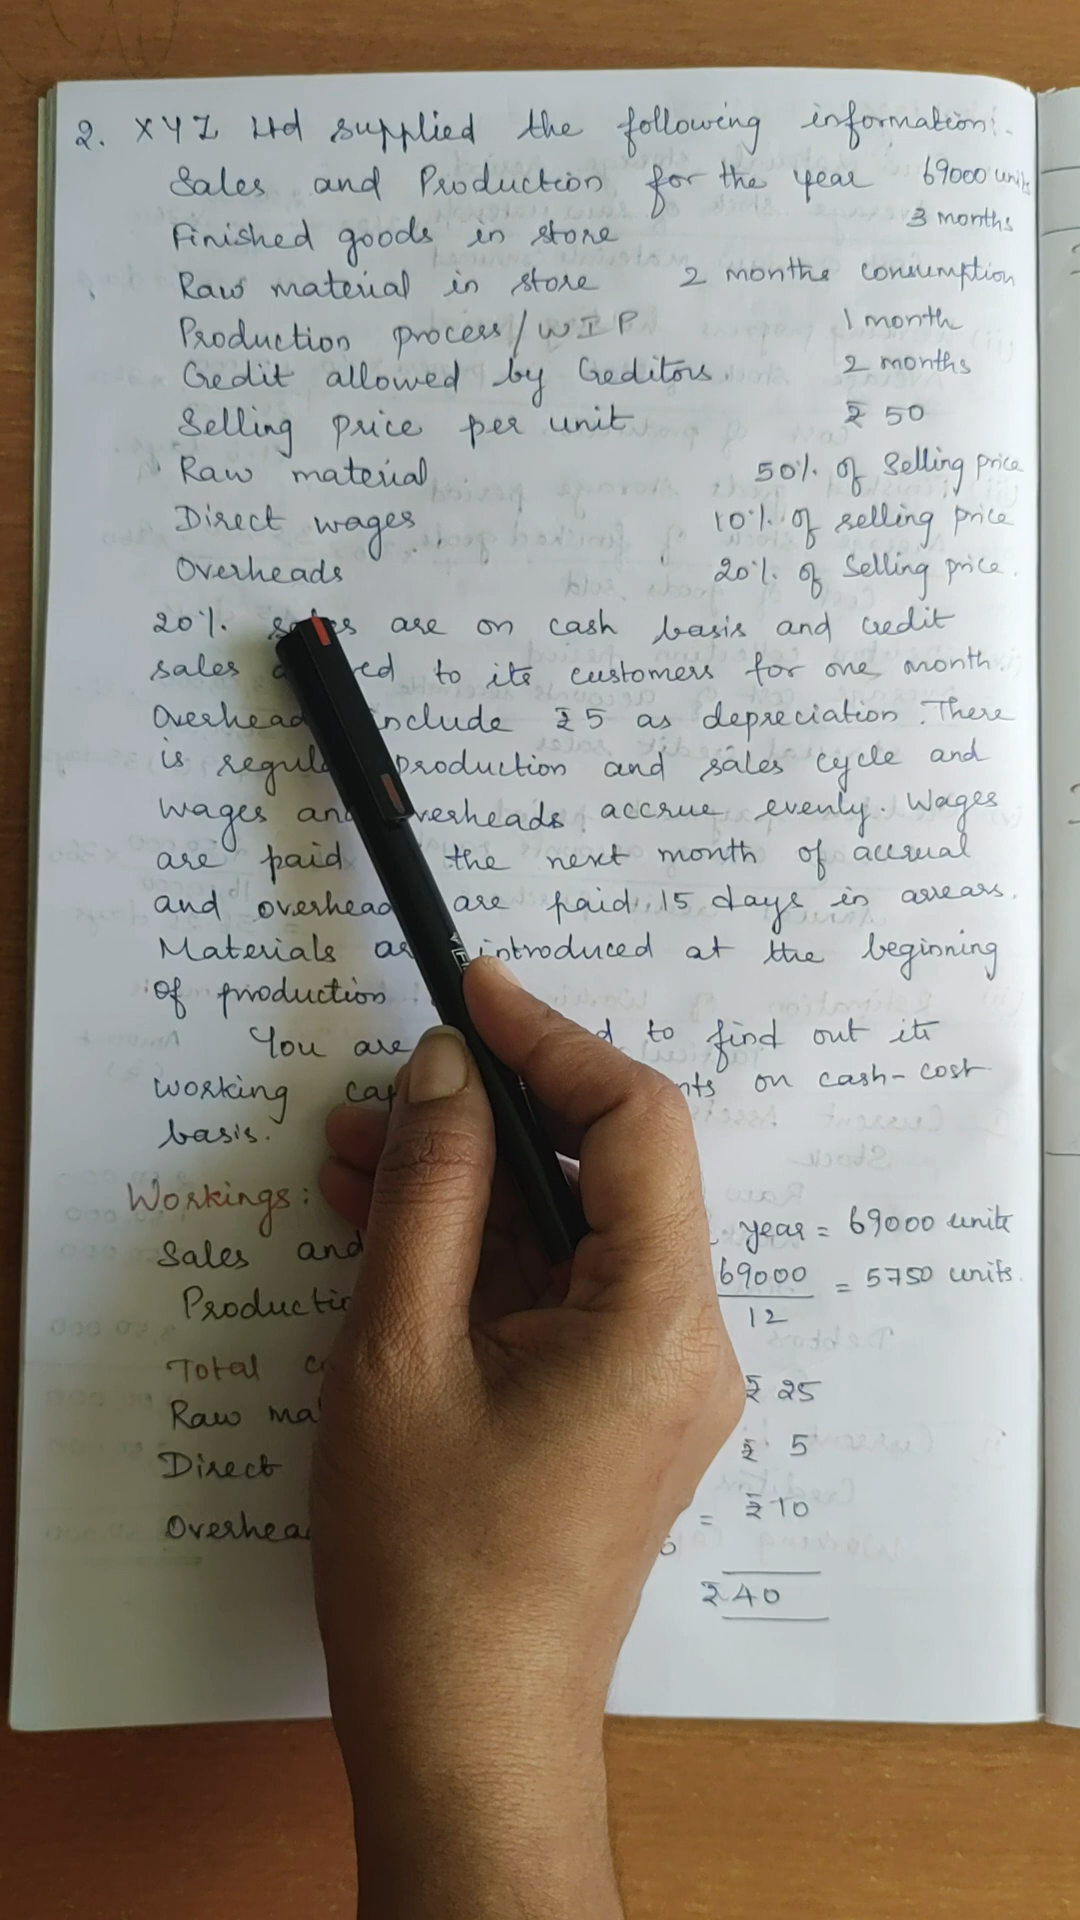 2. XYZ Ltd supplied the following information:-
Sales and Production for the year 69000 units
Finished goods in store 3 months
Raw material in store 2 months consumption
Production process/WIP 1 month
Credit allowed by Creditors 2 months
Selling price per unit ₹ 50
Raw material 50% of Selling price
Direct wages 10% of selling price
Overheads 20% of Selling price.
20% sales are on cash basis and credit
sales to its customers for one month.
Overhead include ₹5 as depreciation. There
is production and sales cycle and
wages and overheads accrue evenly. Wages
are paid the next month of accrual
and overhead are paid 15 days in arrears.
Materials introduced at the beginning
of production
You are to find out its
working on cash-cost
basis.
Workings:
Sales and year = 69000 units
69000 = 5750 units.
12
Total
Raw ₹ 25
Direct ₹ 5
= ₹ 10
₹ 40